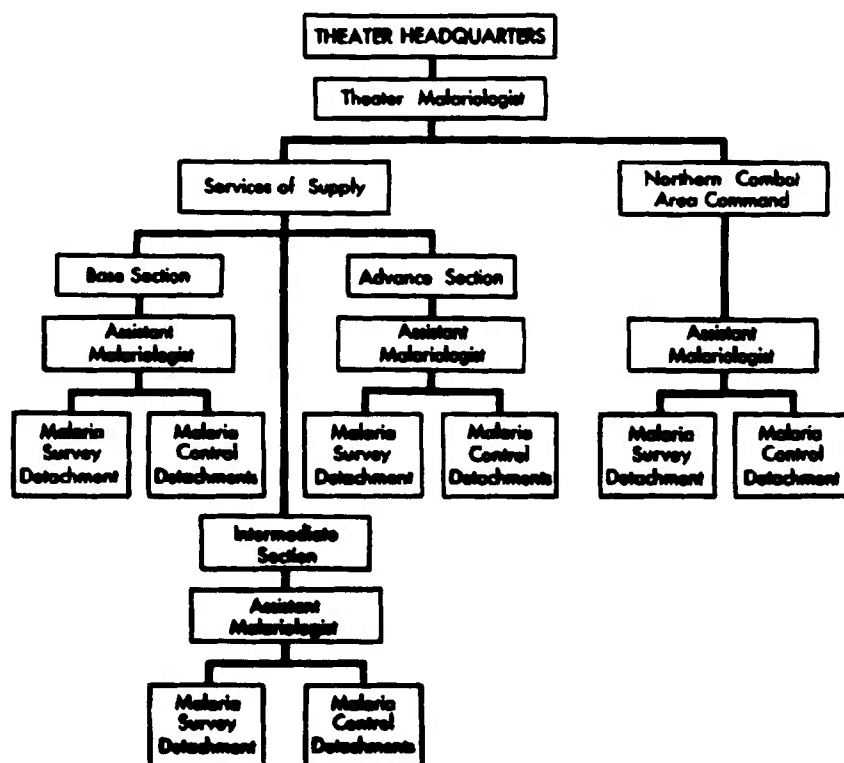 THEATER HEADQUARTERS
Theater Malariologist
Services of Supply
Northern Combat
Area Command
Base Section
Advance Section
Assistant
Malariologist
Assistant
Malariologist
Assistant
Malariologist
Malaria
Survey
Detachment
Malaria
Control
Detachments
Malaria
Survey
Detachment
Malaria
Control
Detachments
Malaria
Survey
Detachment
Malaria
Control
Detachment
Intermediate
Section
Assistant
Malariologist
Malaria
Survey
Detachment
Malaria
Control
Detachments